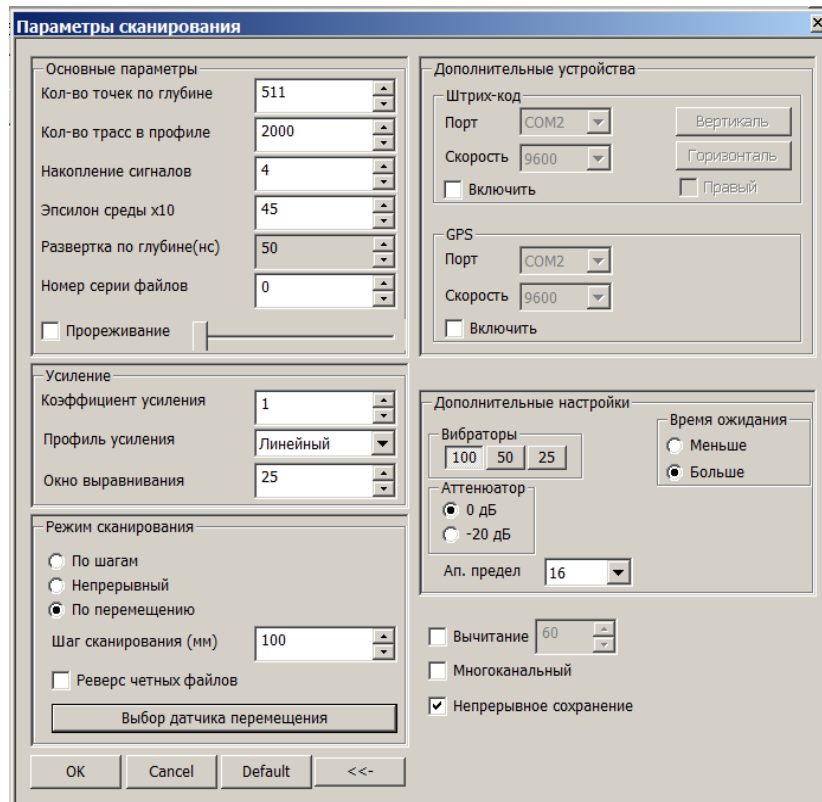 Параметры сканирования
Основные параметры
Кол-во точек по глубине 511
Кол-во трасс в профиле 2000
Накопление сигналов 4
Эпсилон среды x10 45
Развертка по глубине(нс) 50
Номер серии файлов 0
Прореживание
Усиление
Коэффициент усиления 1
Профиль усиления Линейный
Окно выравнивания 25
Режим сканирования
По шагам
Непрерывный
По перемещению
Шаг сканирования (мм) 100
Реверс четных файлов
Выбор датчика перемещения
OK Cancel Default <<-
Дополнительные устройства
Штрих-код
Порт COM2 Вертикаль
Скорость 9600 Горизонталь
Включить Правый
GPS
Порт COM2
Скорость 9600
Включить
Дополнительные настройки
Вибраторы
100 50 25
Время ожидания
Меньше
Больше
Аттенюатор
0 дБ
-20 дБ
Ап. предел 16
Вычитание 60
Многоканальный
Непрерывное сохранение